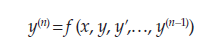 y⁽ⁿ⁾=f (x, y, y′,..., y⁽ⁿ⁻¹⁾)